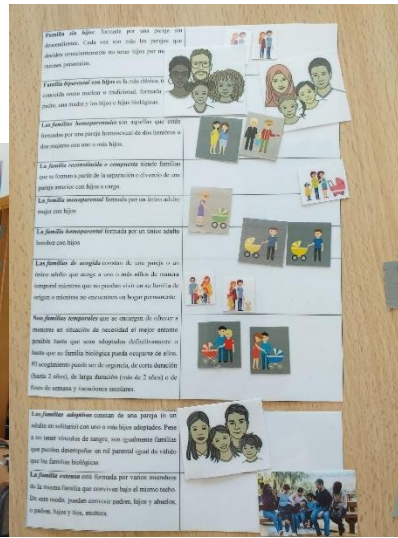 Familia sin hijos: formada por una pareja sin
descendientes. Cada vez son más las parejas que
deciden conscientemente no tener hijos por
razones personales.
Familia biparental con hijos es la más clásica,
conocida como nuclear o tradicional, formada
padre, una madre y los hijos o hijas biológicas.
Las familias homoparentales son aquellas que están
formadas por una pareja homosexual de dos hombres o
dos mujeres con uno o más hijos.
La familia reconstituida o compuesta siendo familias
que se forman a partir de la separación o divorcio de una
pareja anterior con hijos a cargo.
La familia monoparental formada por un único adulto
mujer con hijos
La familia homoparental formada por un único adulto
hombre con hijos
Las familias de acogida constan de una pareja o un
único adulto que acoge a uno o más niños de manera
temporal mientras que no puedan vivir en su familia de
origen o mientras no encuentren un hogar permanente.
Son familias temporales que se encargan de ofrecer a
menores en situación de necesidad el mejor entorno
posible hasta que sean adoptados definitivamente o
hasta que su familia biológica pueda ocuparse de ellos.
El acogimiento puede ser de urgencia, de corta duración
(hasta 2 años), de larga duración (más de 2 años) o de
fines de semana y vacaciones escolares.
Las familias adoptivas constan de una pareja (o un
adulto en solitario) con uno o más hijos adoptados. Pese
a no tener vínculos de sangre, son igualmente familias
que pueden desempeñar un rol parental igual de válido
que las familias biológicas
La familia extensa está formada por varios miembros
de la misma familia que conviven bajo el mismo techo.
De este modo, pueden convivir padres, hijos y abuelos,
o padres, hijos y tíos, etcétera.